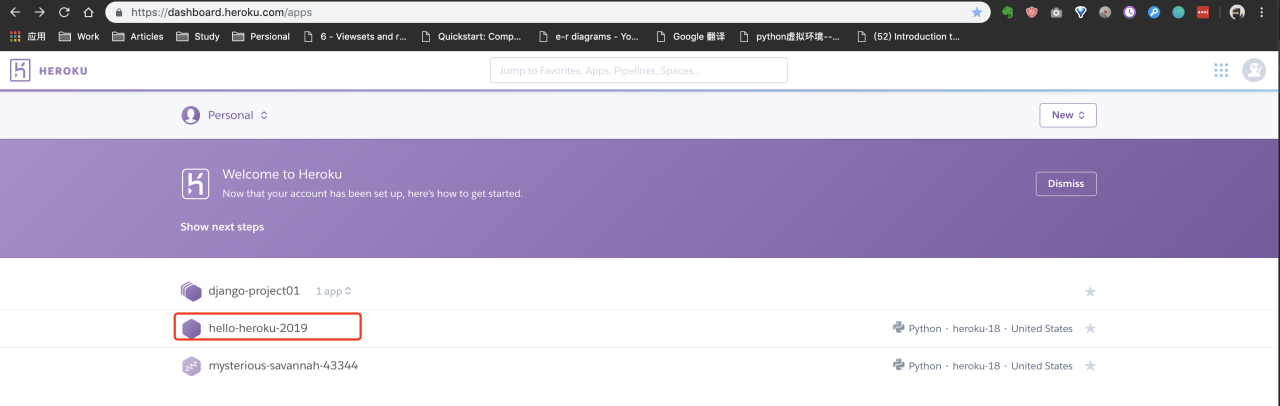 https://dashboard.heroku.com/apps
应用 Work Articles Study Personal 6 - Viewsets and r... Quickstart: Comp... e-r diagrams - Yo... Google 翻译 python虚拟环境--... (52) Introduction t...
HEROKU Jump to Favorites, Apps, Pipelines, Spaces...
Personal New
Welcome to Heroku
Now that your account has been set up, here's how to get started.
Dismiss
Show next steps
django-project01 1 app
hello-heroku-2019 Python · heroku-18 · United States
mysterious-savannah-43344 Python · heroku-18 · United States